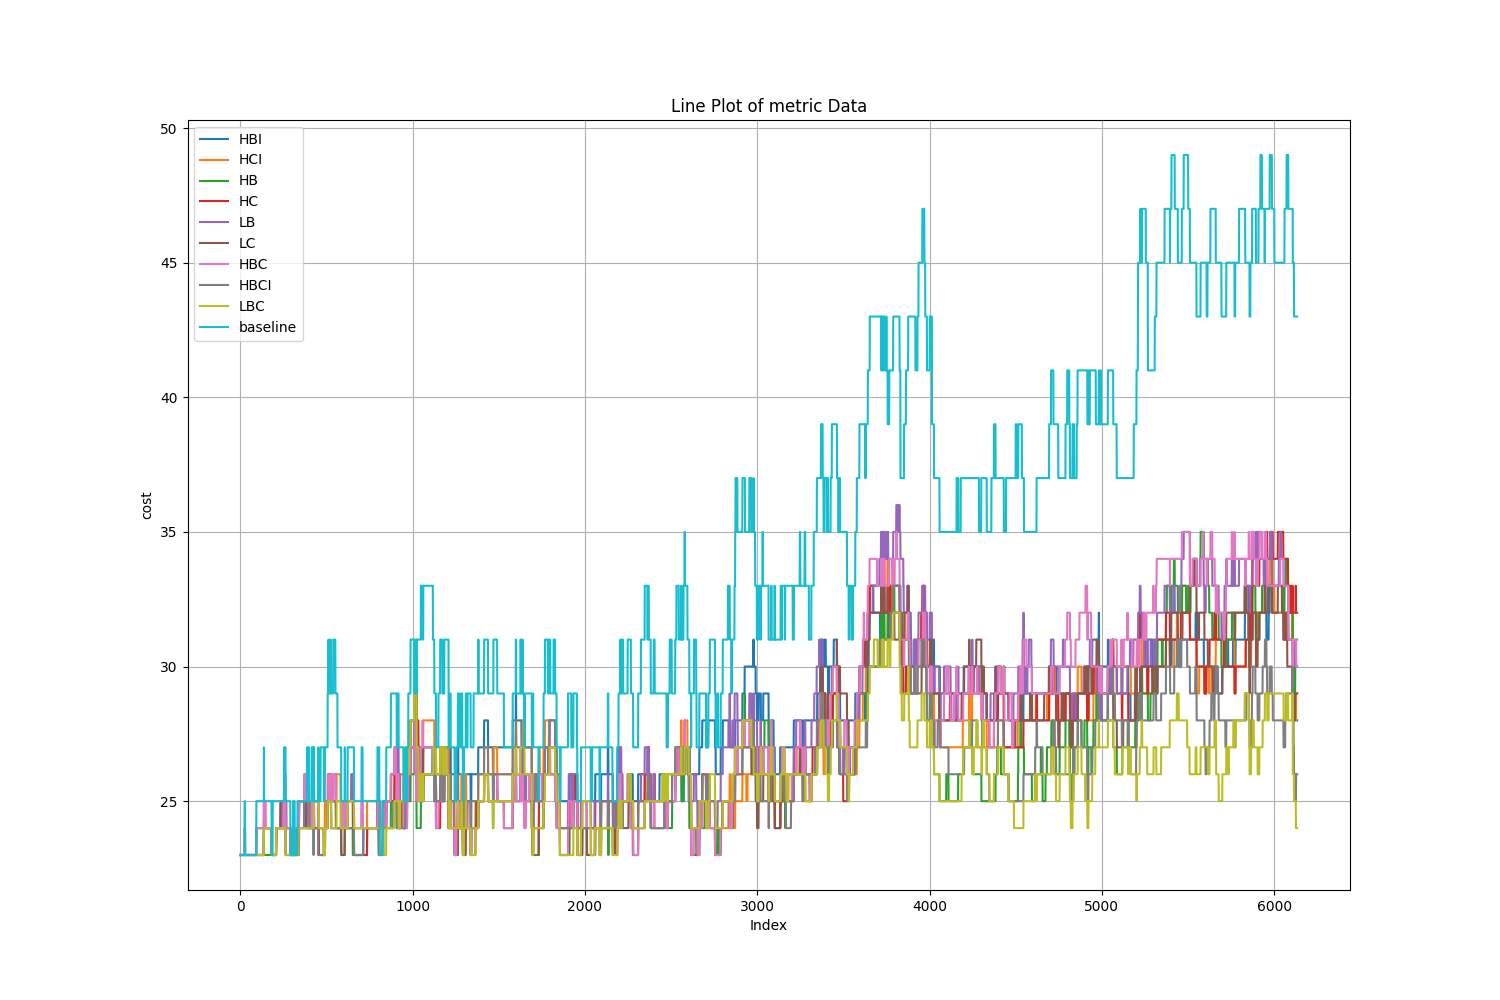 Line Plot of metric Data
50
45
40
35
30
25
cost
HBI
HCI
HB
HC
LB
LC
HBC
HBCI
LBC
baseline
0 1000 2000 3000 4000 5000 6000
Index